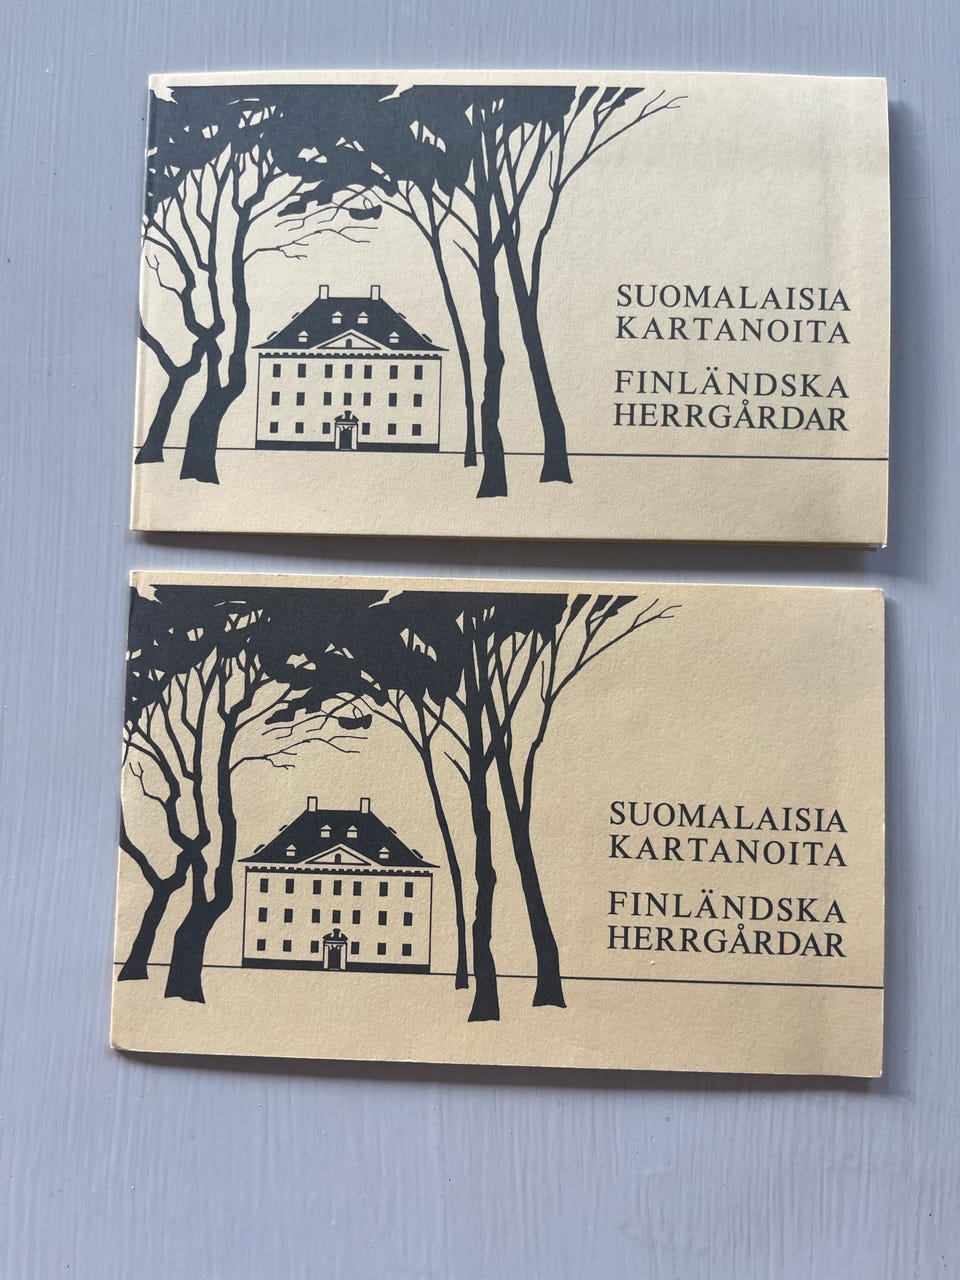 SUOMALAISIA
KARTANOITA
FINLÄNDSKA
HERRGÅRDAR
SUOMALAISIA
KARTANOITA
FINLÄNDSKA
HERRGÅRDAR